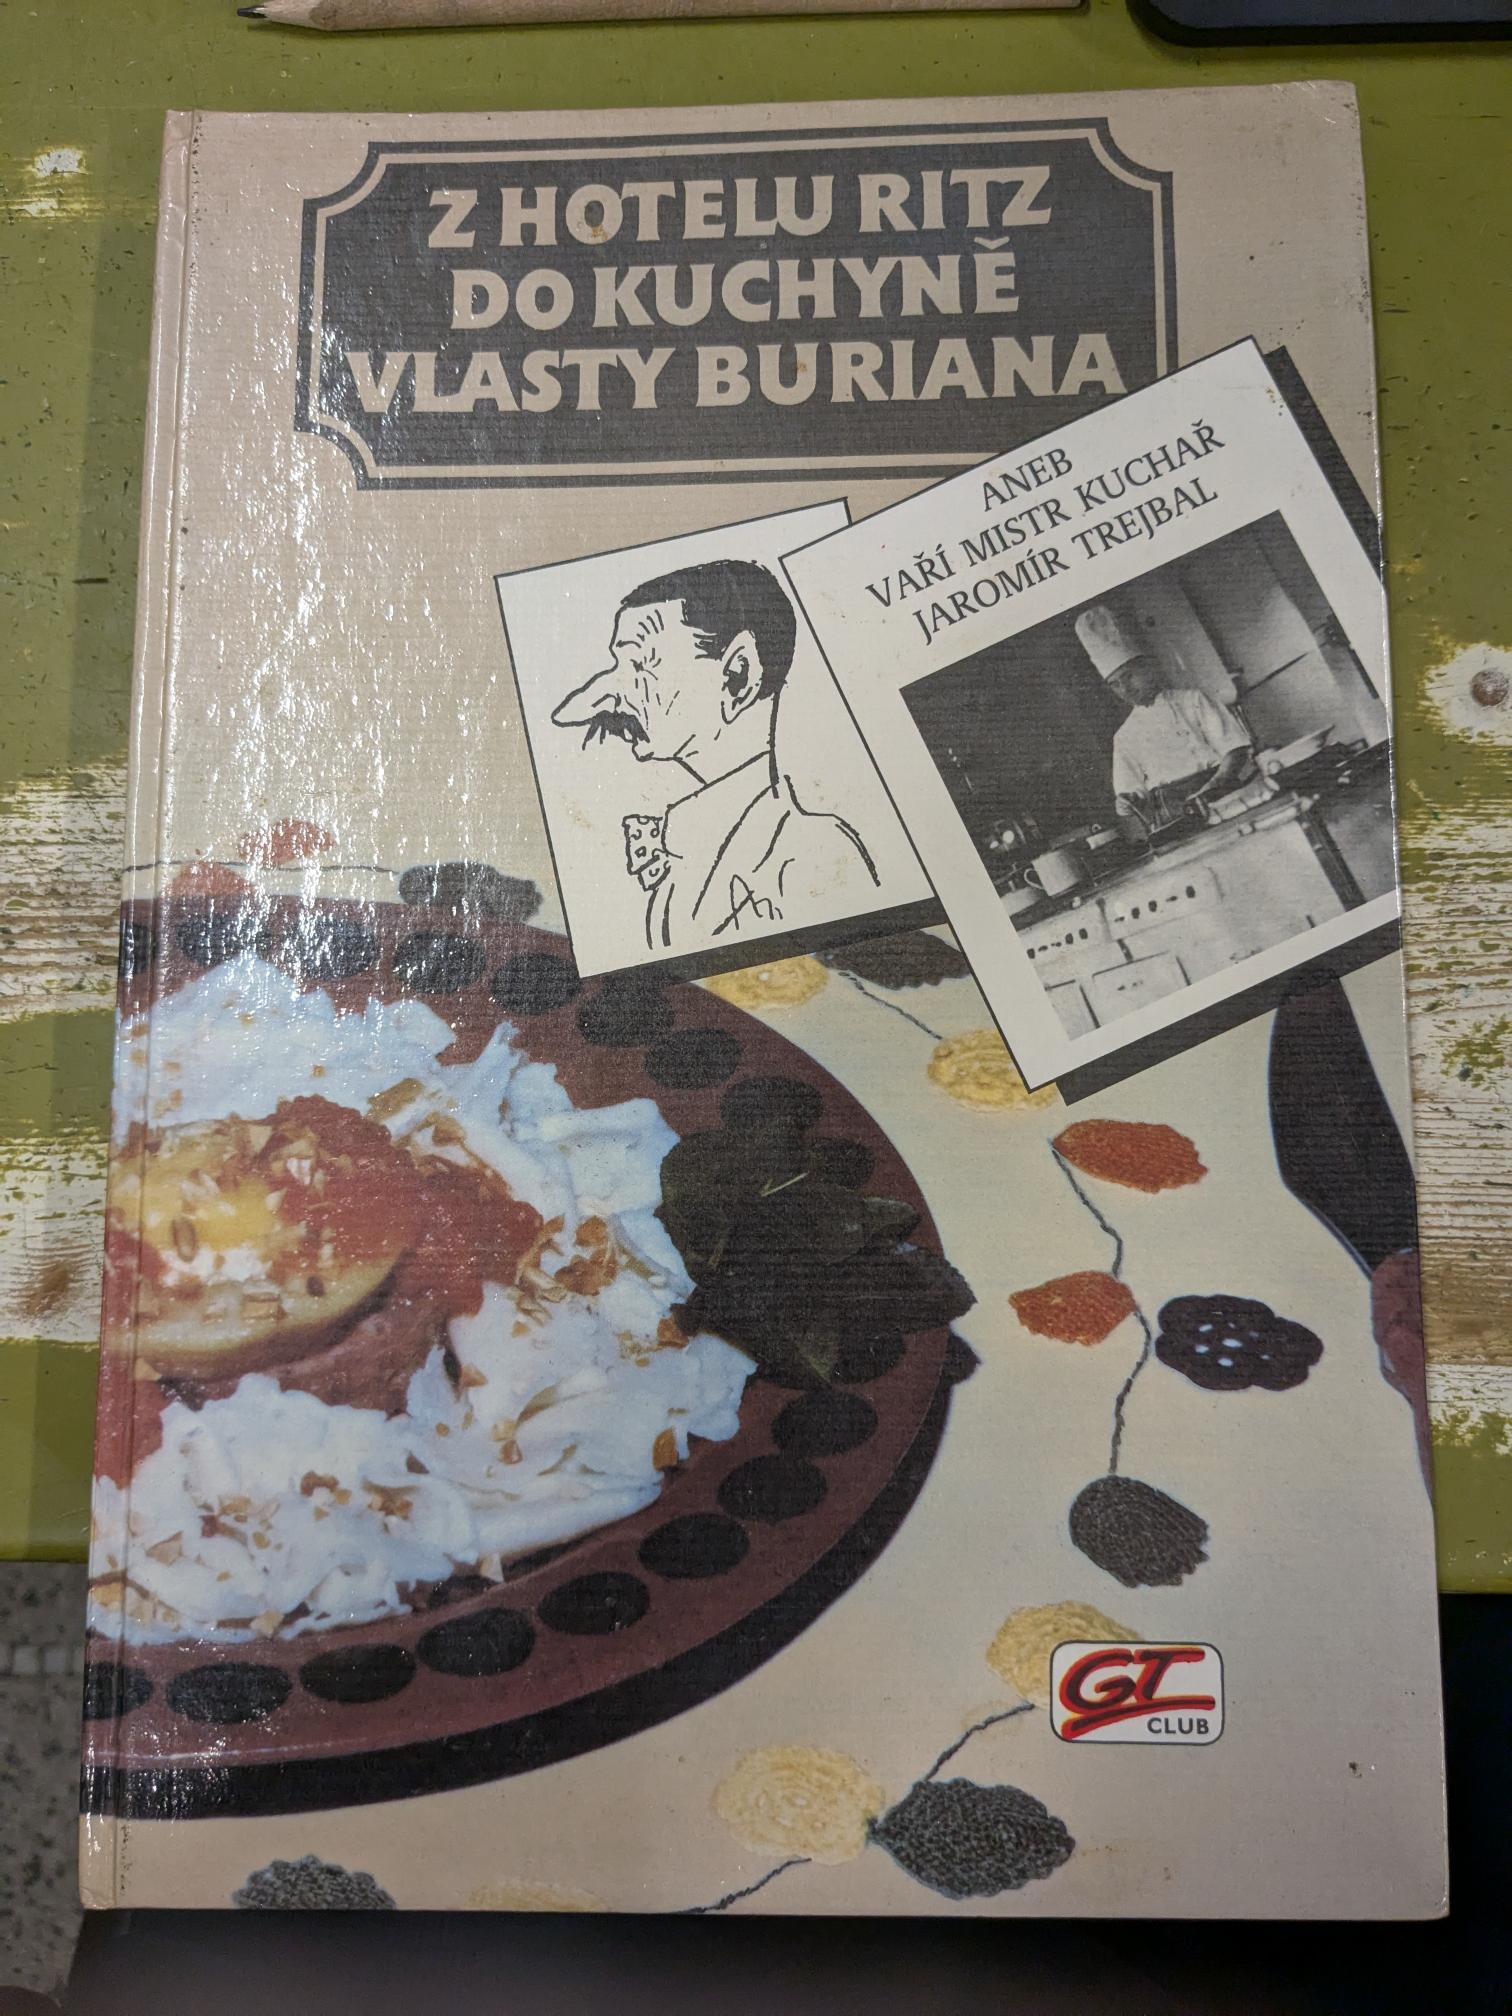 Z HOTELU RITZ
DO KUCHYNĚ
VLASTY BURIANA
ANEB
VAŘÍ MISTR KUCHAŘ
JAROMÍR TREJBAL
GT
CLUB